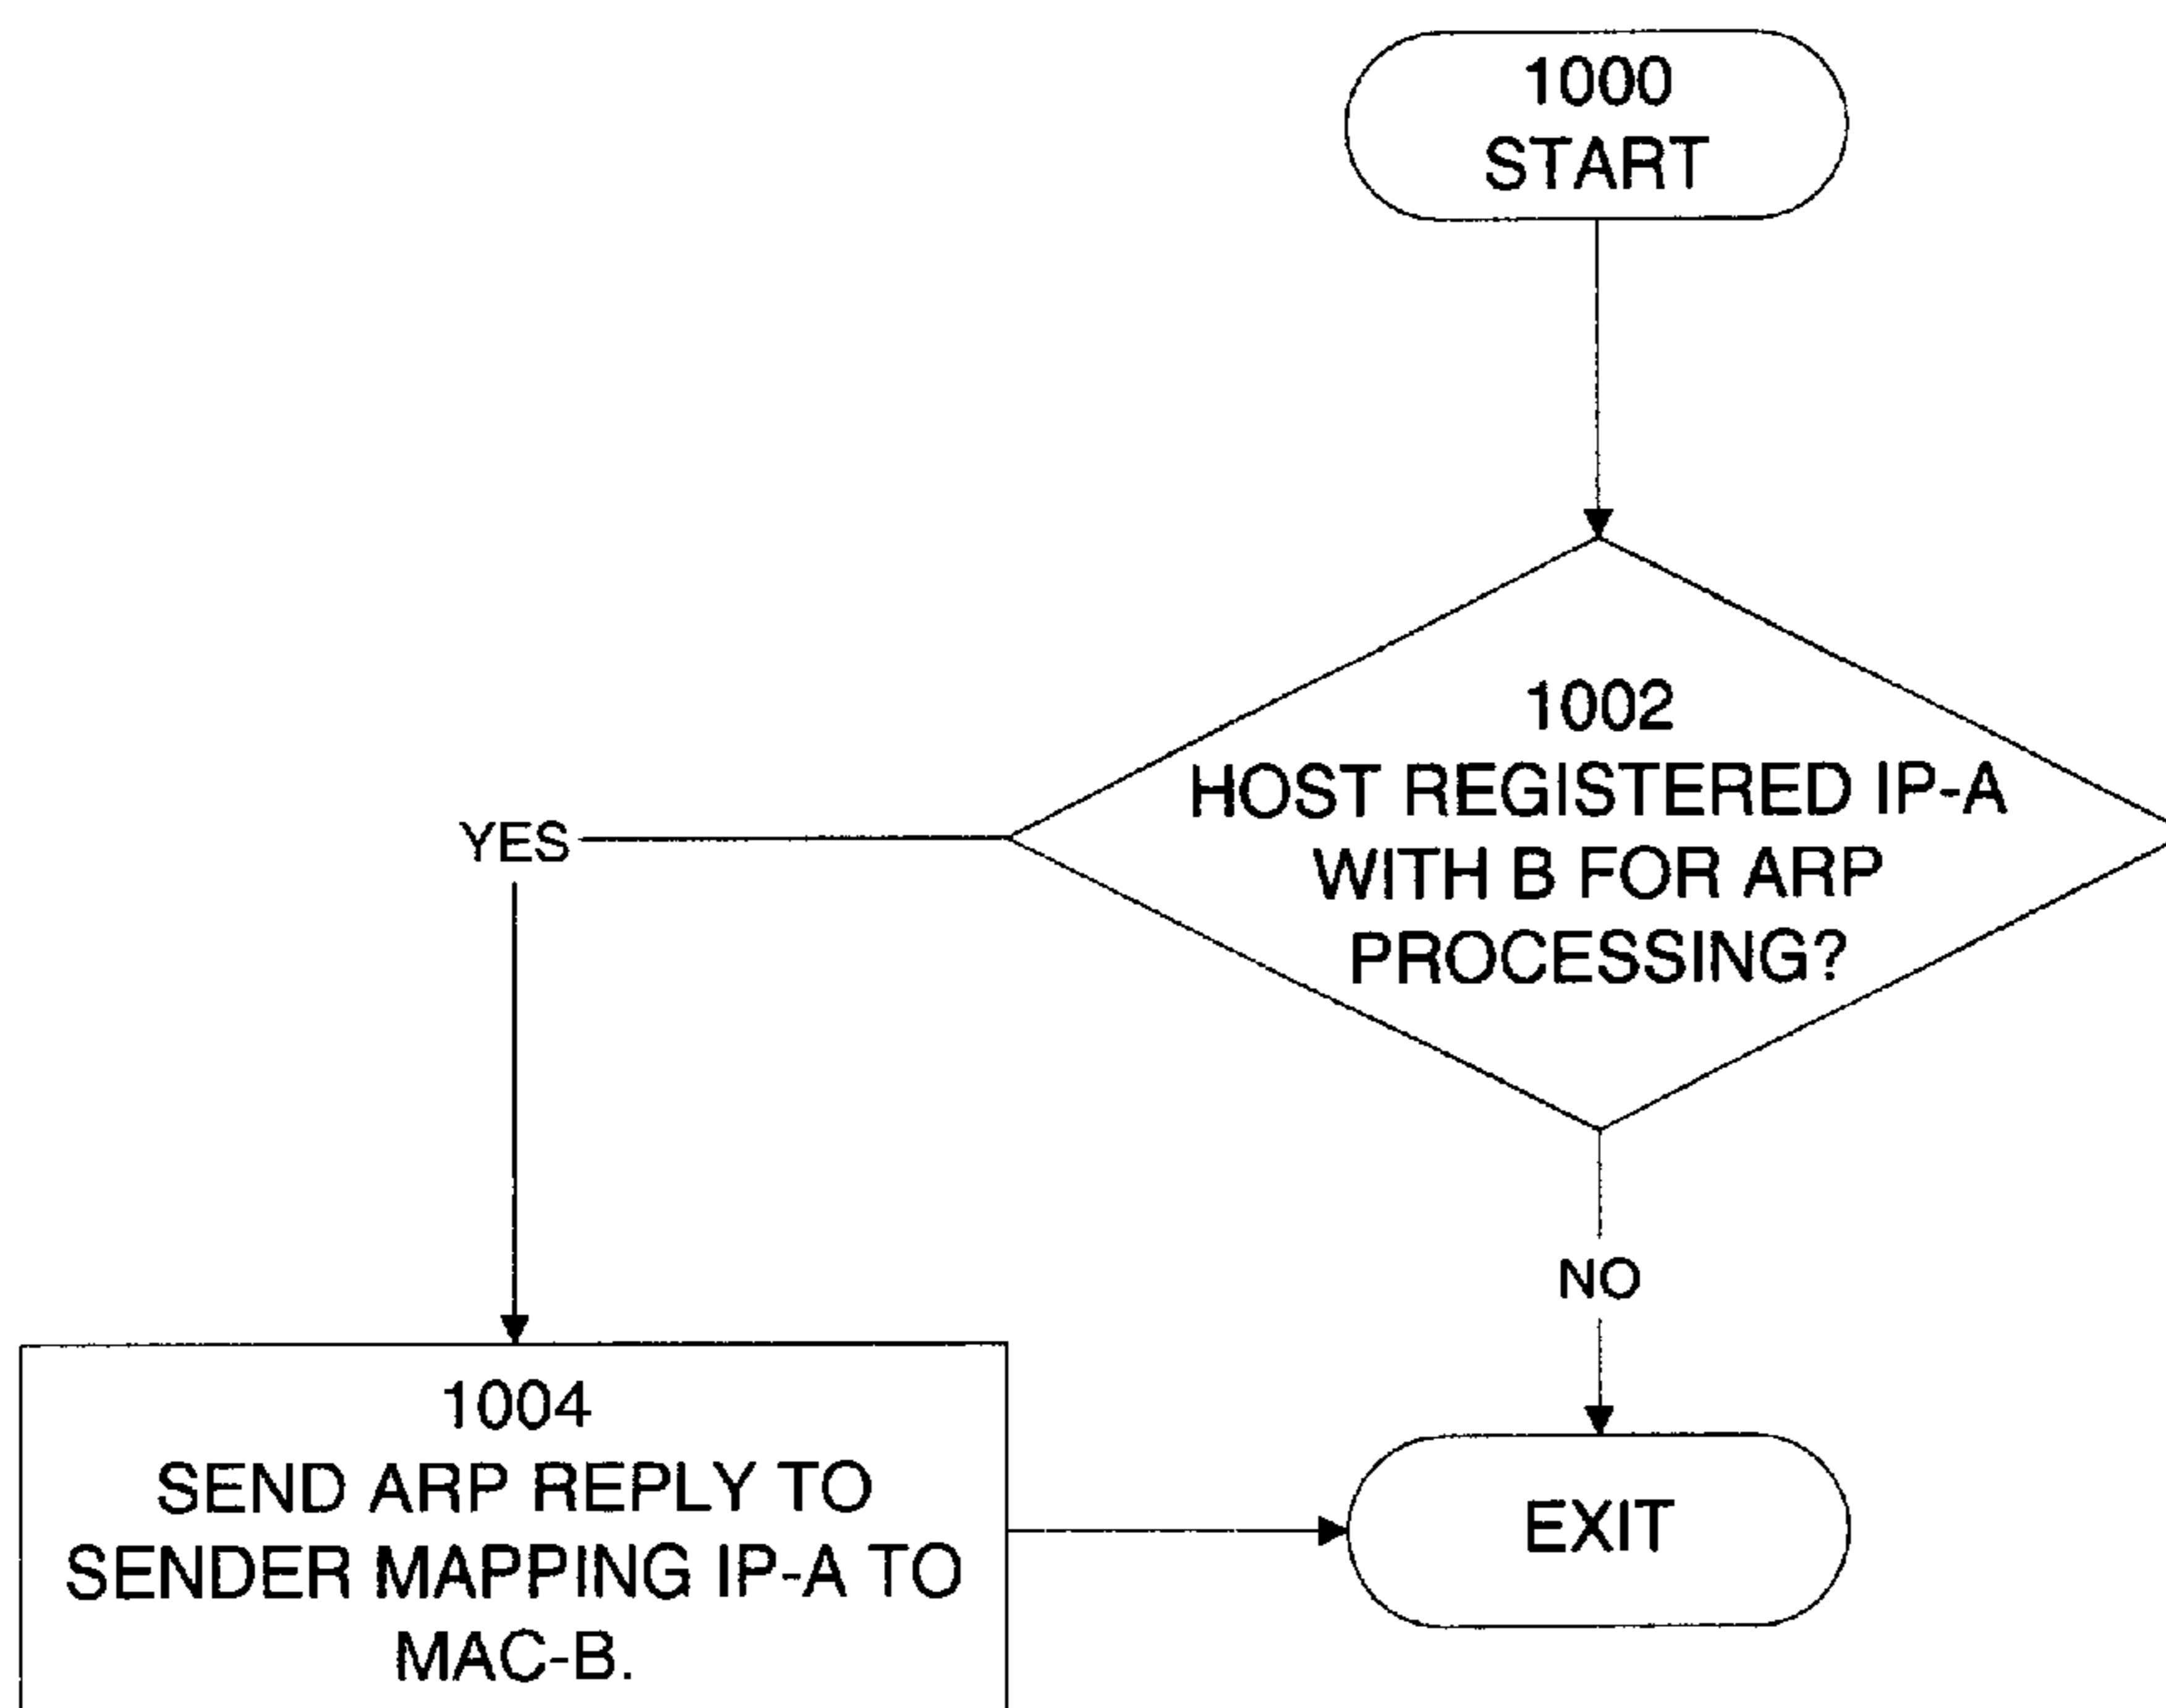 1000
START
1002
HOST REGISTERED IP-A
WITH B FOR ARP
PROCESSING?
YES
NO
1004
SEND ARP REPLY TO
SENDER MAPPING IP-A TO
MAC-B.
EXIT